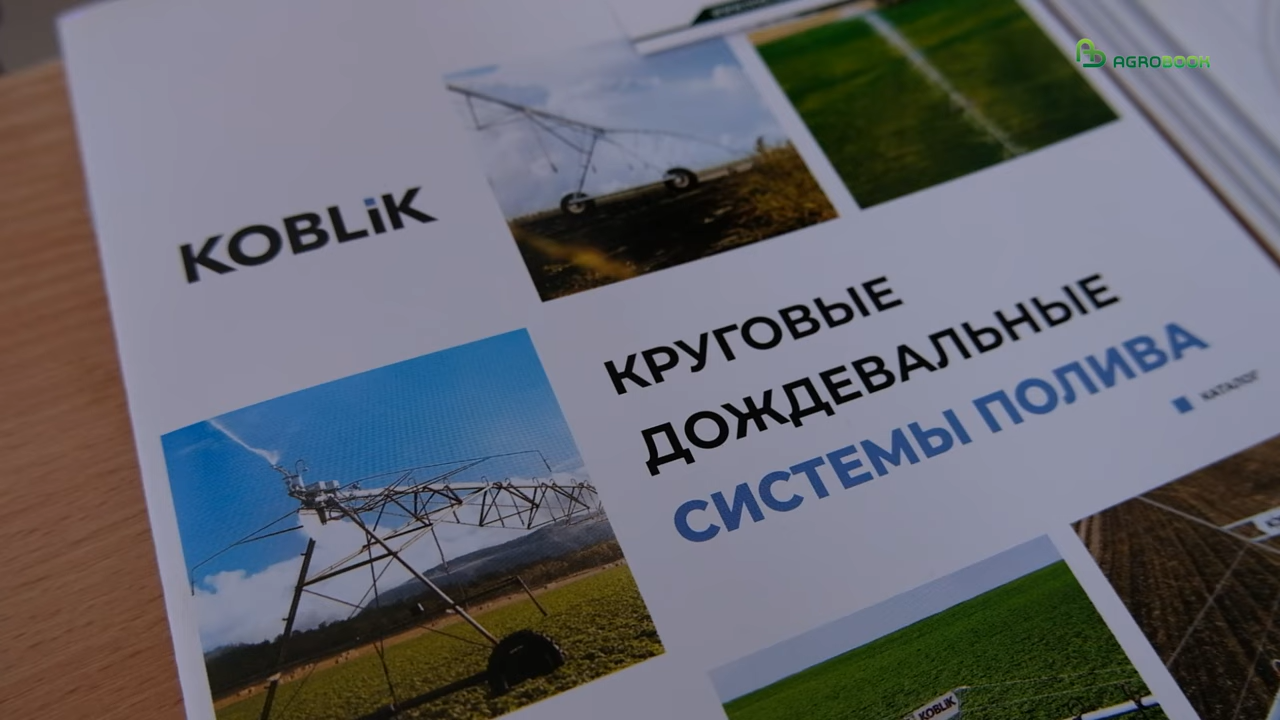 AGROBOOK
KOBLiK
КРУГОВЫЕ
ДОЖДЕВАЛЬНЫЕ
СИСТЕМЫ ПОЛИВА
КАТАЛОГ
KOBLiK